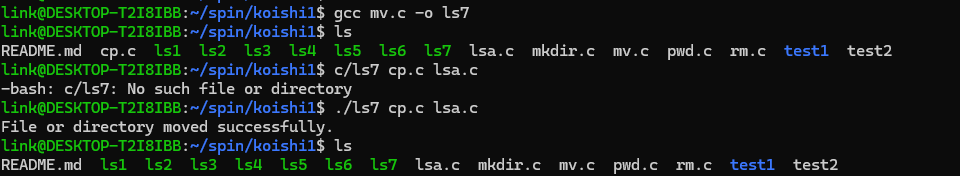 link@DESKTOP-T2I8IBB:~/spin/koishi1$ gcc mv.c -o ls7
link@DESKTOP-T2I8IBB:~/spin/koishi1$ ls
README.md  cp.c  ls1  ls2  ls3  ls4  ls5  ls6  ls7  lsa.c  mkdir.c  mv.c  pwd.c  rm.c  test1  test2
link@DESKTOP-T2I8IBB:~/spin/koishi1$ c/ls7 cp.c lsa.c
-bash: c/ls7: No such file or directory
link@DESKTOP-T2I8IBB:~/spin/koishi1$ ./ls7 cp.c lsa.c
File or directory moved successfully.
link@DESKTOP-T2I8IBB:~/spin/koishi1$ ls
README.md  ls1  ls2  ls3  ls4  ls5  ls6  ls7  lsa.c  mkdir.c  mv.c  pwd.c  rm.c  test1  test2